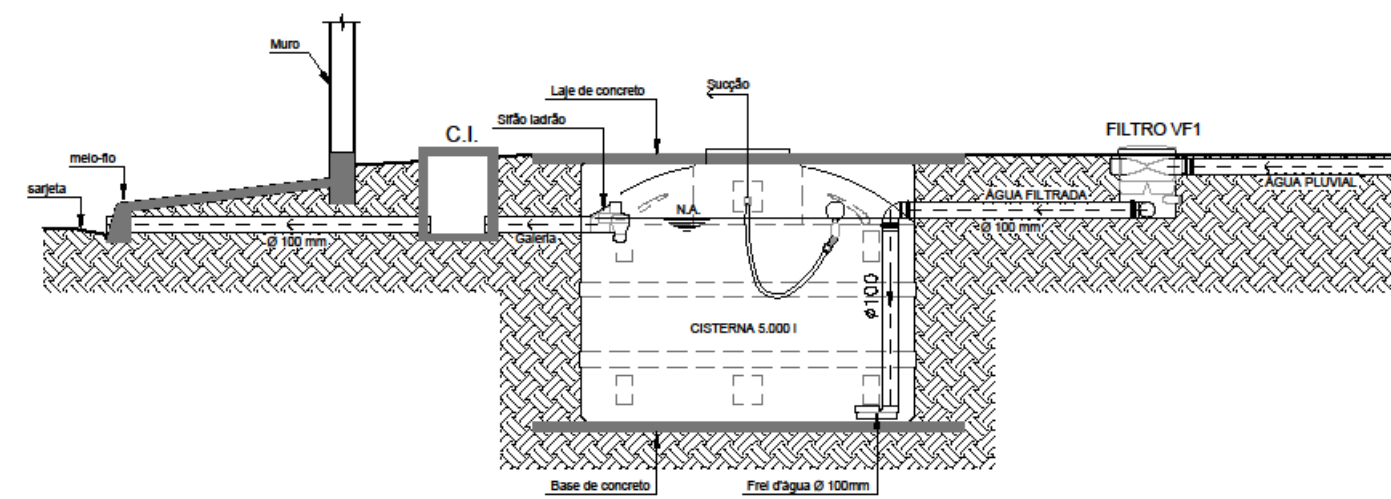 Muro
Sucção
Laje de concreto
Sifão ladrão
C.I.
FILTRO VF1
meio-fio
sarjeta
ÁGUA PLUVIAL
ÁGUA FILTRADA
N.A.
Ø 100 mm
Galeria
Ø 100 mm
Ø100
CISTERNA 5.000 l
Base de concreto
Frei d'água Ø 100mm